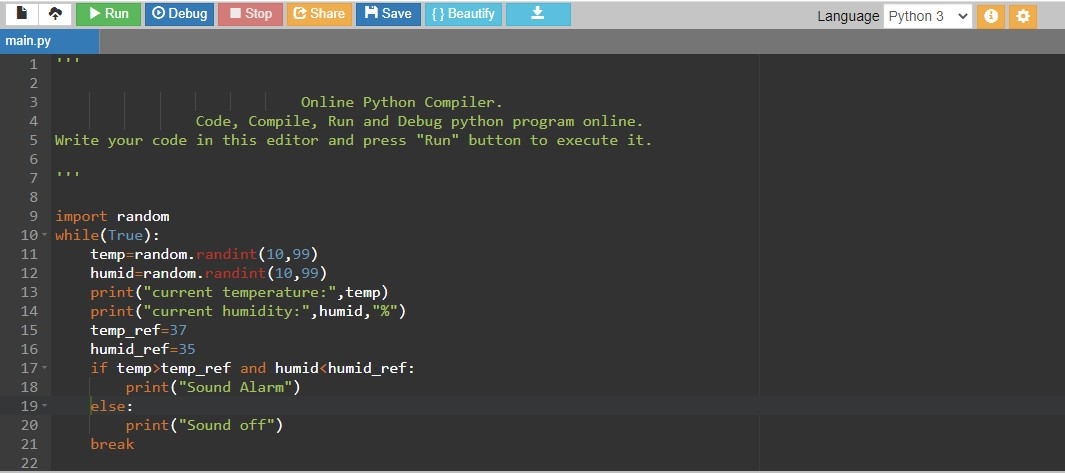 Run Debug Stop Share Save { } Beautify Language Python 3
main.py
1 '''
2
3 Online Python Compiler.
4 Code, Compile, Run and Debug python program online.
5 Write your code in this editor and press "Run" button to execute it.
6
7 '''
8
9 import random
10 while(True):
11     temp=random.randint(10,99)
12     humid=random.randint(10,99)
13     print("current temperature:",temp)
14     print("current humidity:",humid,"%")
15     temp_ref=37
16     humid_ref=35
17     if temp>temp_ref and humid<humid_ref:
18         print("Sound Alarm")
19     else:
20         print("Sound off")
21     break
22